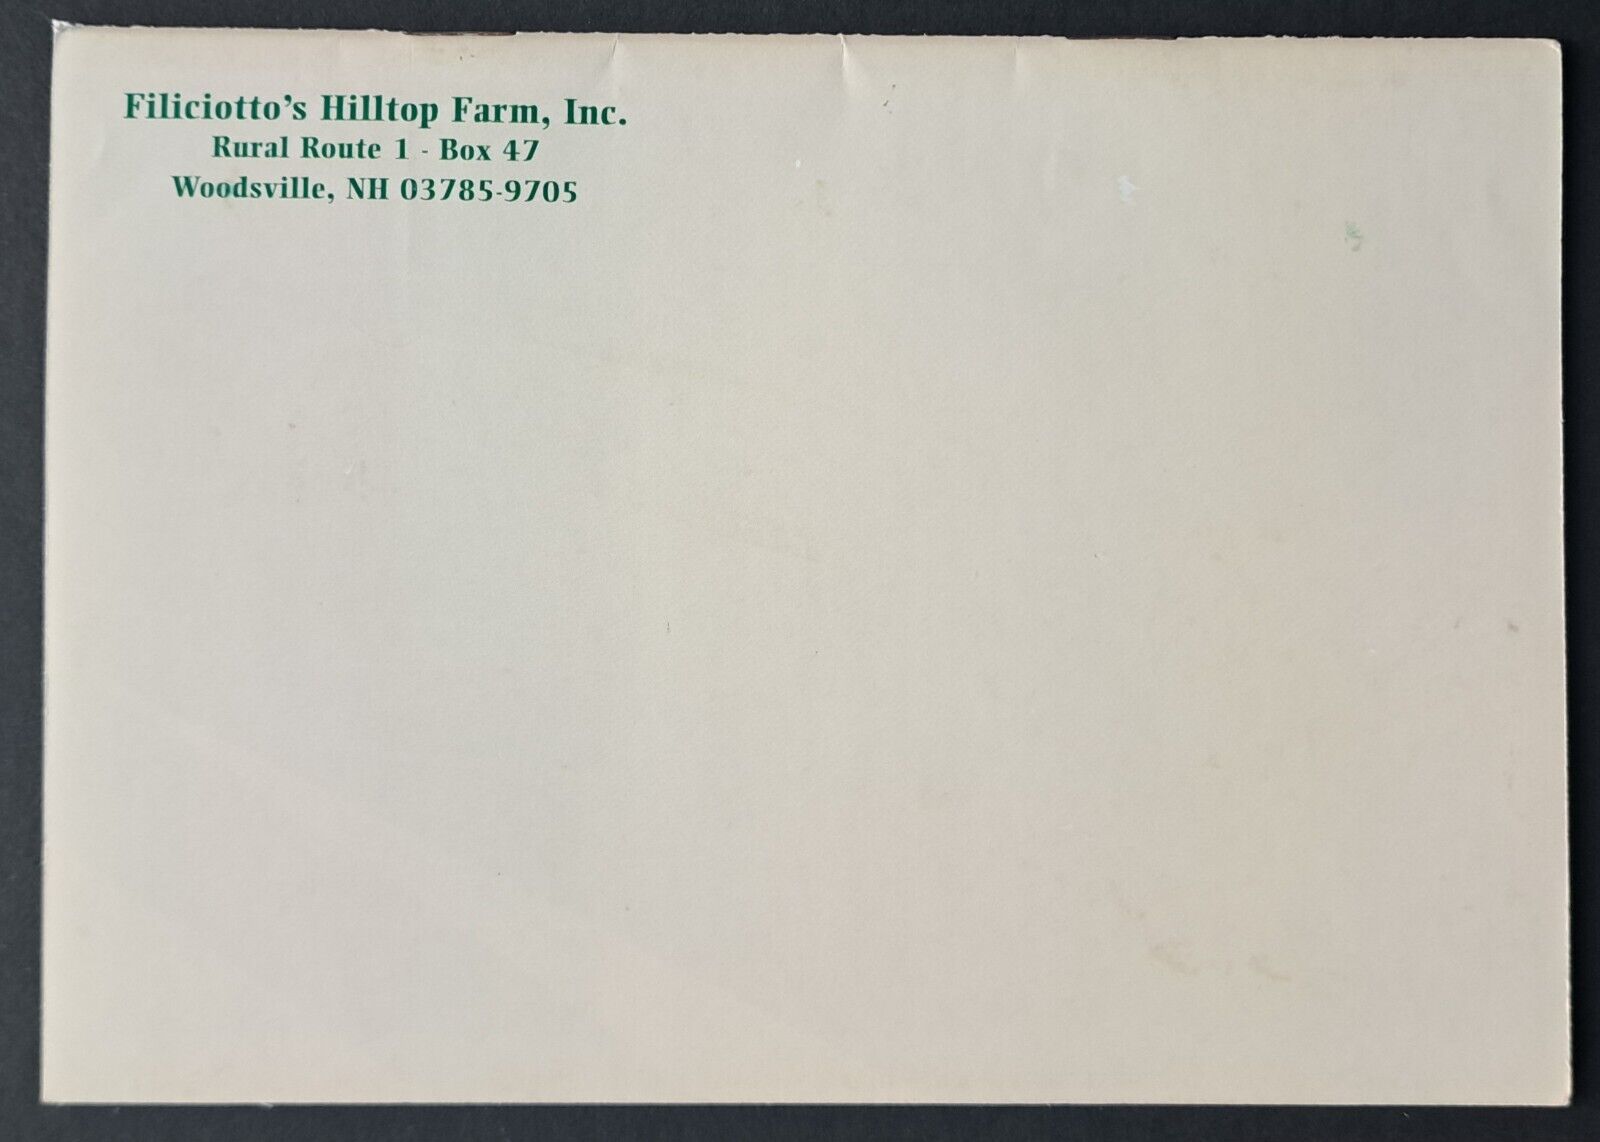 Filiciotto's Hilltop Farm, Inc.
Rural Route 1 - Box 47
Woodsville, NH 03785-9705